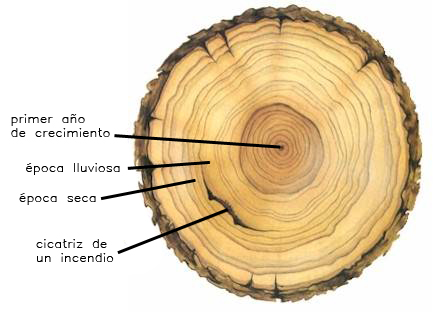 primer año
de crecimiento
época lluviosa
época seca
cicatriz de
un incendio